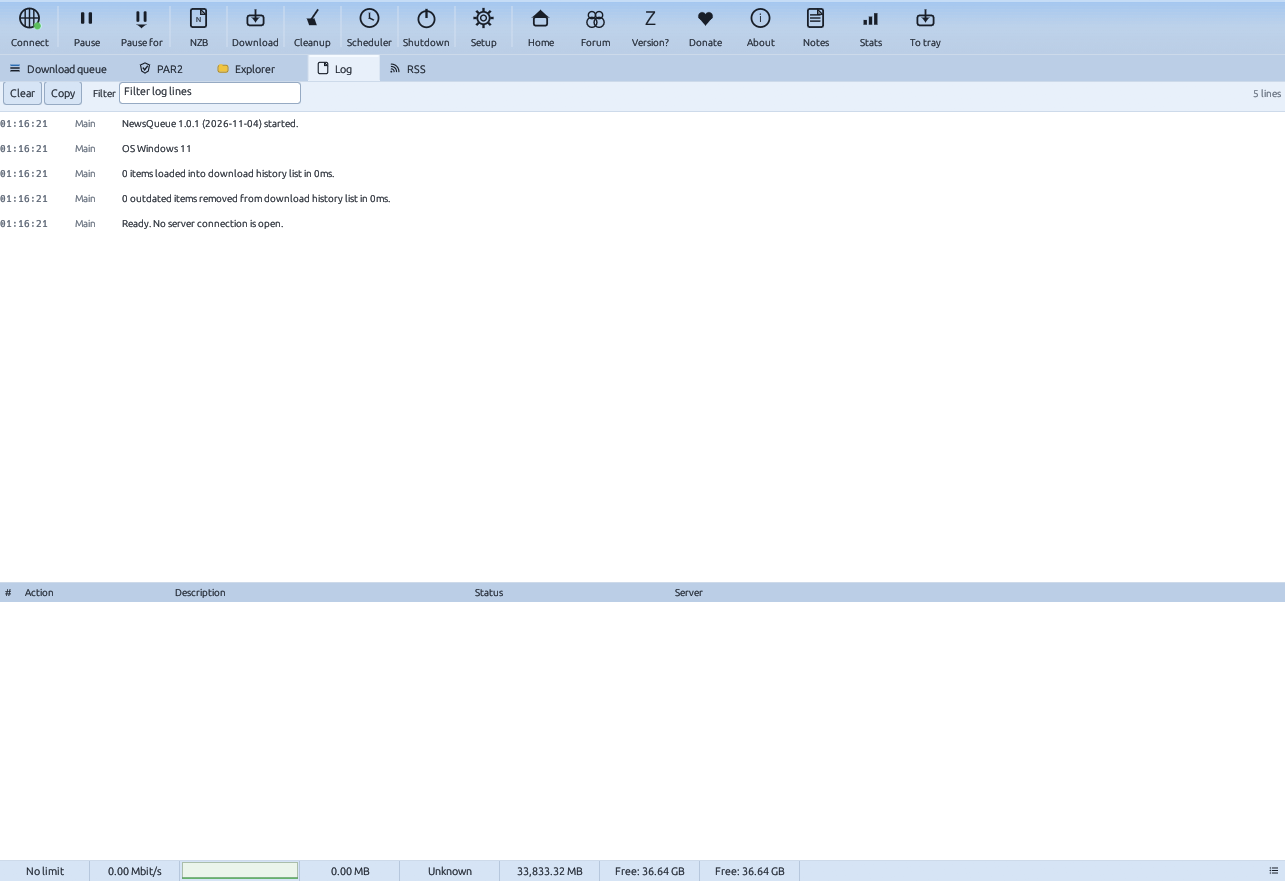 Connect Pause Pause for NZB Download Cleanup Scheduler Shutdown Setup Home Forum Version? Donate About Notes Stats To tray
Download queue PAR2 Explorer Log RSS
Clear Copy Filter Filter log lines 5 lines
01:16:21 Main NewsQueue 1.0.1 (2026-11-04) started.
01:16:21 Main OS Windows 11
01:16:21 Main 0 items loaded into download history list in 0ms.
01:16:21 Main 0 outdated items removed from download history list in 0ms.
01:16:21 Main Ready. No server connection is open.
# Action Description Status Server
No limit 0.00 Mbit/s 0.00 MB Unknown 33,833.32 MB Free: 36.64 GB Free: 36.64 GB